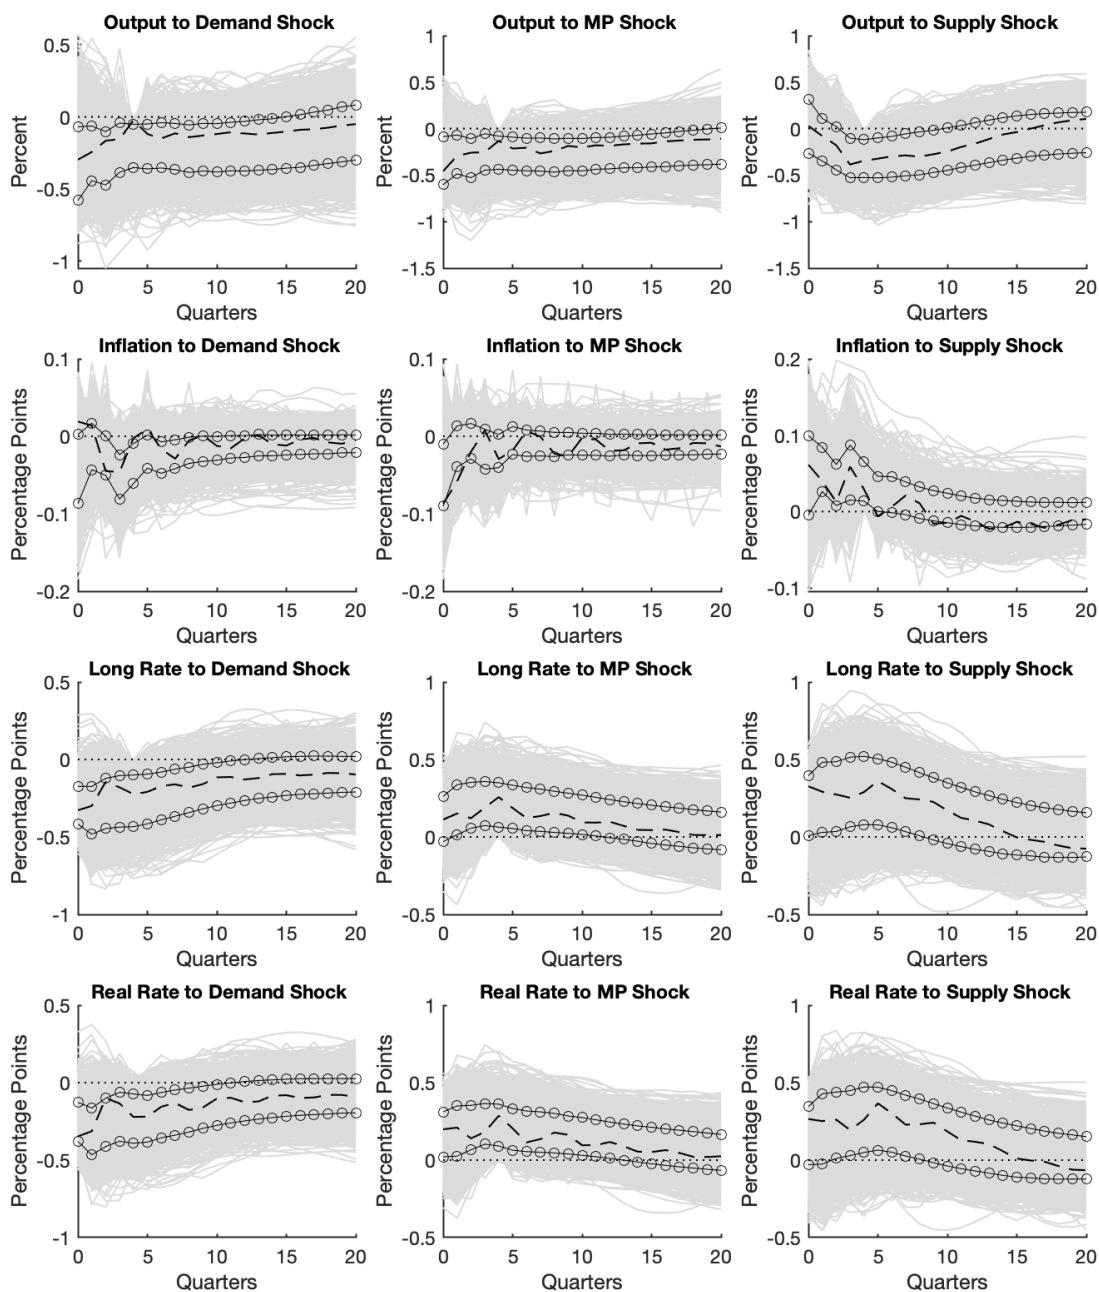 Output to Demand Shock
Output to MP Shock
Output to Supply Shock
0.5
0
-0.5
-1
Percent
1
0.5
0
-0.5
-1
-1.5
Percent
1
0.5
0
-0.5
-1
-1.5
Percent
0 5 10 15 20
0 5 10 15 20
0 5 10 15 20
Quarters
Quarters
Quarters
Inflation to Demand Shock
Inflation to MP Shock
Inflation to Supply Shock
0.1
0
-0.1
-0.2
Percentage Points
0.1
0
-0.1
-0.2
Percentage Points
0.2
0.1
0
-0.1
Percentage Points
0 5 10 15 20
0 5 10 15 20
0 5 10 15 20
Quarters
Quarters
Quarters
Long Rate to Demand Shock
Long Rate to MP Shock
Long Rate to Supply Shock
0.5
0
-0.5
-1
Percentage Points
1
0.5
0
-0.5
Percentage Points
1
0.5
0
-0.5
Percentage Points
0 5 10 15 20
0 5 10 15 20
0 5 10 15 20
Quarters
Quarters
Quarters
Real Rate to Demand Shock
Real Rate to MP Shock
Real Rate to Supply Shock
0.5
0
-0.5
-1
Percentage Points
1
0.5
0
-0.5
Percentage Points
1
0.5
0
-0.5
Percentage Points
0 5 10 15 20
0 5 10 15 20
0 5 10 15 20
Quarters
Quarters
Quarters